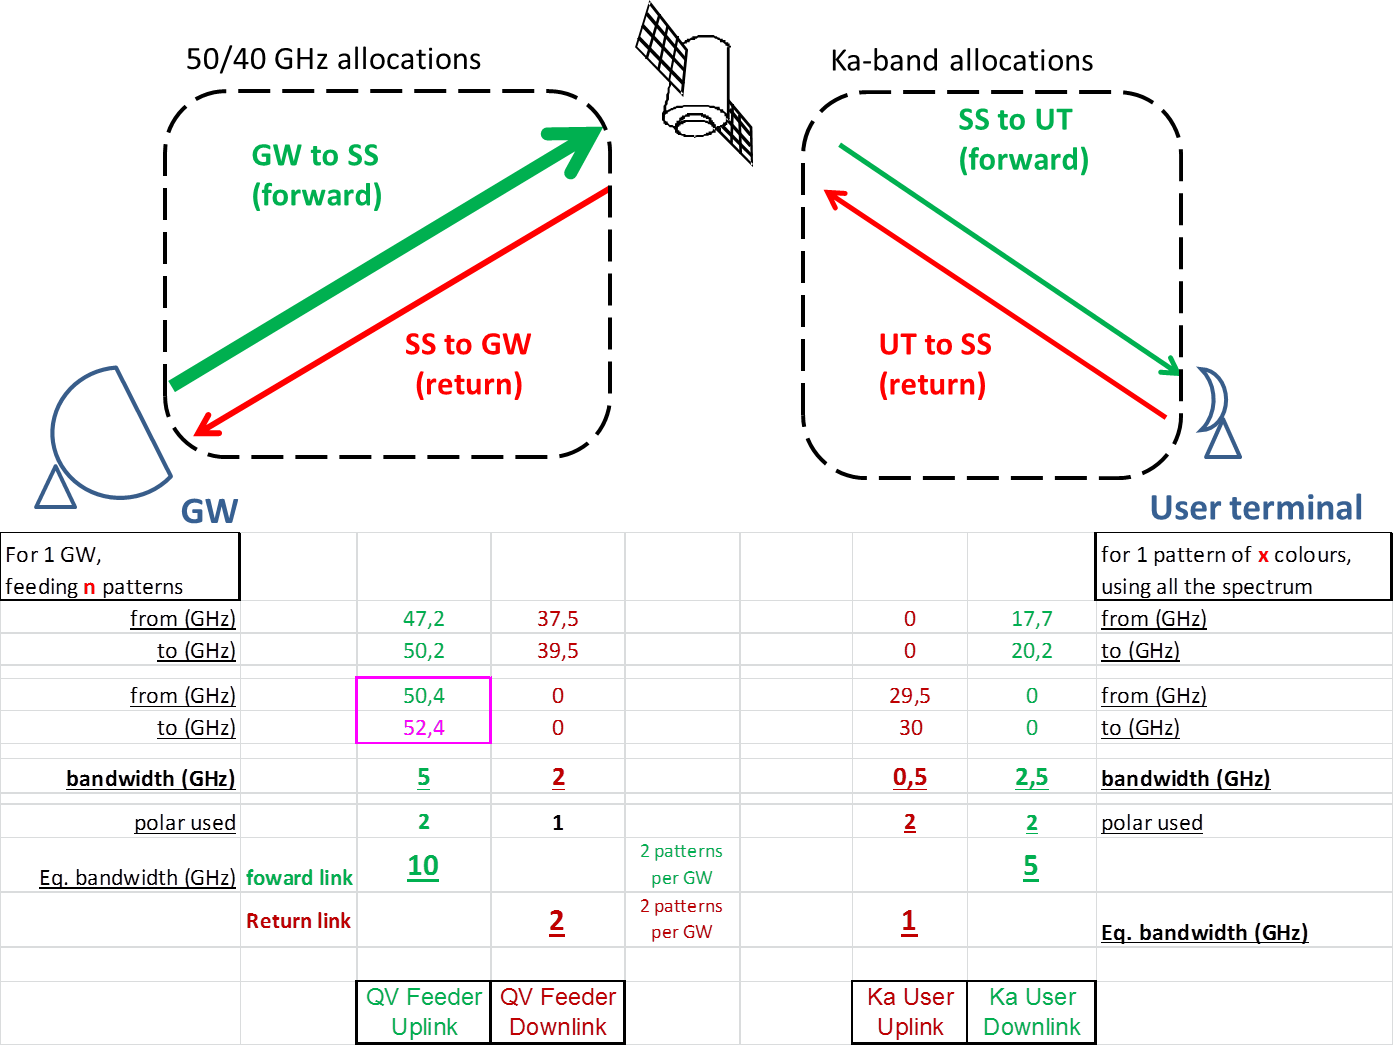 50/40 GHz allocations
Ka-band allocations
GW to SS
(forward)
SS to UT
(forward)
SS to GW
(return)
UT to SS
(return)
GW
User terminal
For 1 GW,
feeding n patterns
for 1 pattern of x colours,
using all the spectrum
from (GHz) 47,2 37,5 0 17,7 from (GHz)
to (GHz) 50,2 39,5 0 20,2 to (GHz)
from (GHz) 50,4 0 29,5 0 from (GHz)
to (GHz) 52,4 0 30 0 to (GHz)
bandwidth (GHz) 5 2 0,5 2,5 bandwidth (GHz)
polar used 2 1 2 2 polar used
Eq. bandwidth (GHz) foward link 10 2 patterns
per GW 5
Return link 2 2 patterns
per GW 1 Eq. bandwidth (GHz)
QV Feeder
Uplink
QV Feeder
Downlink
Ka User
Uplink
Ka User
Downlink